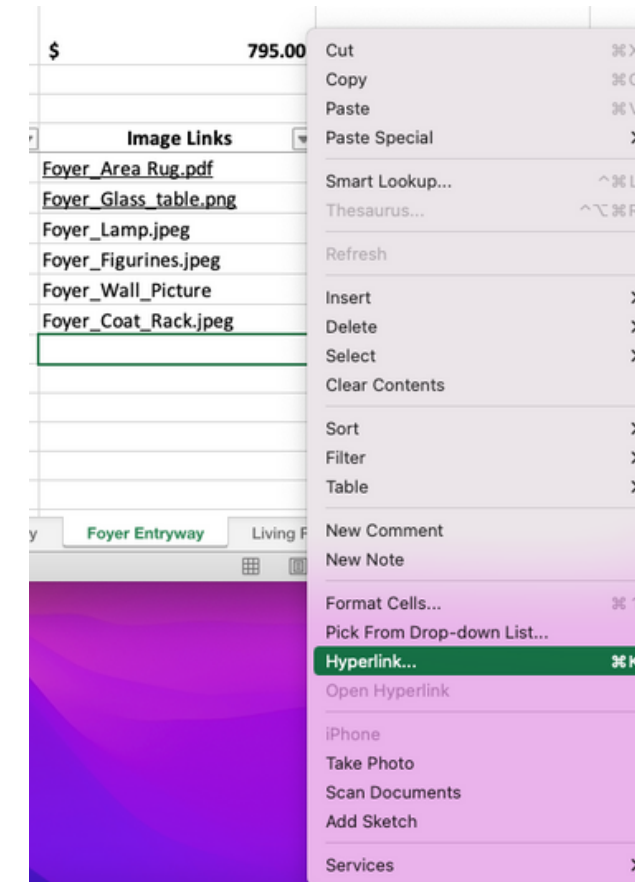 $ 795.00
Image Links
Foyer_Area Rug.pdf
Foyer_Glass_table.png
Foyer_Lamp.jpeg
Foyer_Figurines.jpeg
Foyer_Wall_Picture
Foyer_Coat_Rack.jpeg
y Foyer Entryway Living
Cut ⌘X
Copy ⌘C
Paste ⌘V
Paste Special
Smart Lookup... ^⌘L
Thesaurus... ^⌥⌘R
Refresh
Insert
Delete
Select
Clear Contents
Sort
Filter
Table
New Comment
New Note
Format Cells... ⌘1
Pick From Drop-down List...
Hyperlink... ⌘K
Open Hyperlink
iPhone
Take Photo
Scan Documents
Add Sketch
Services